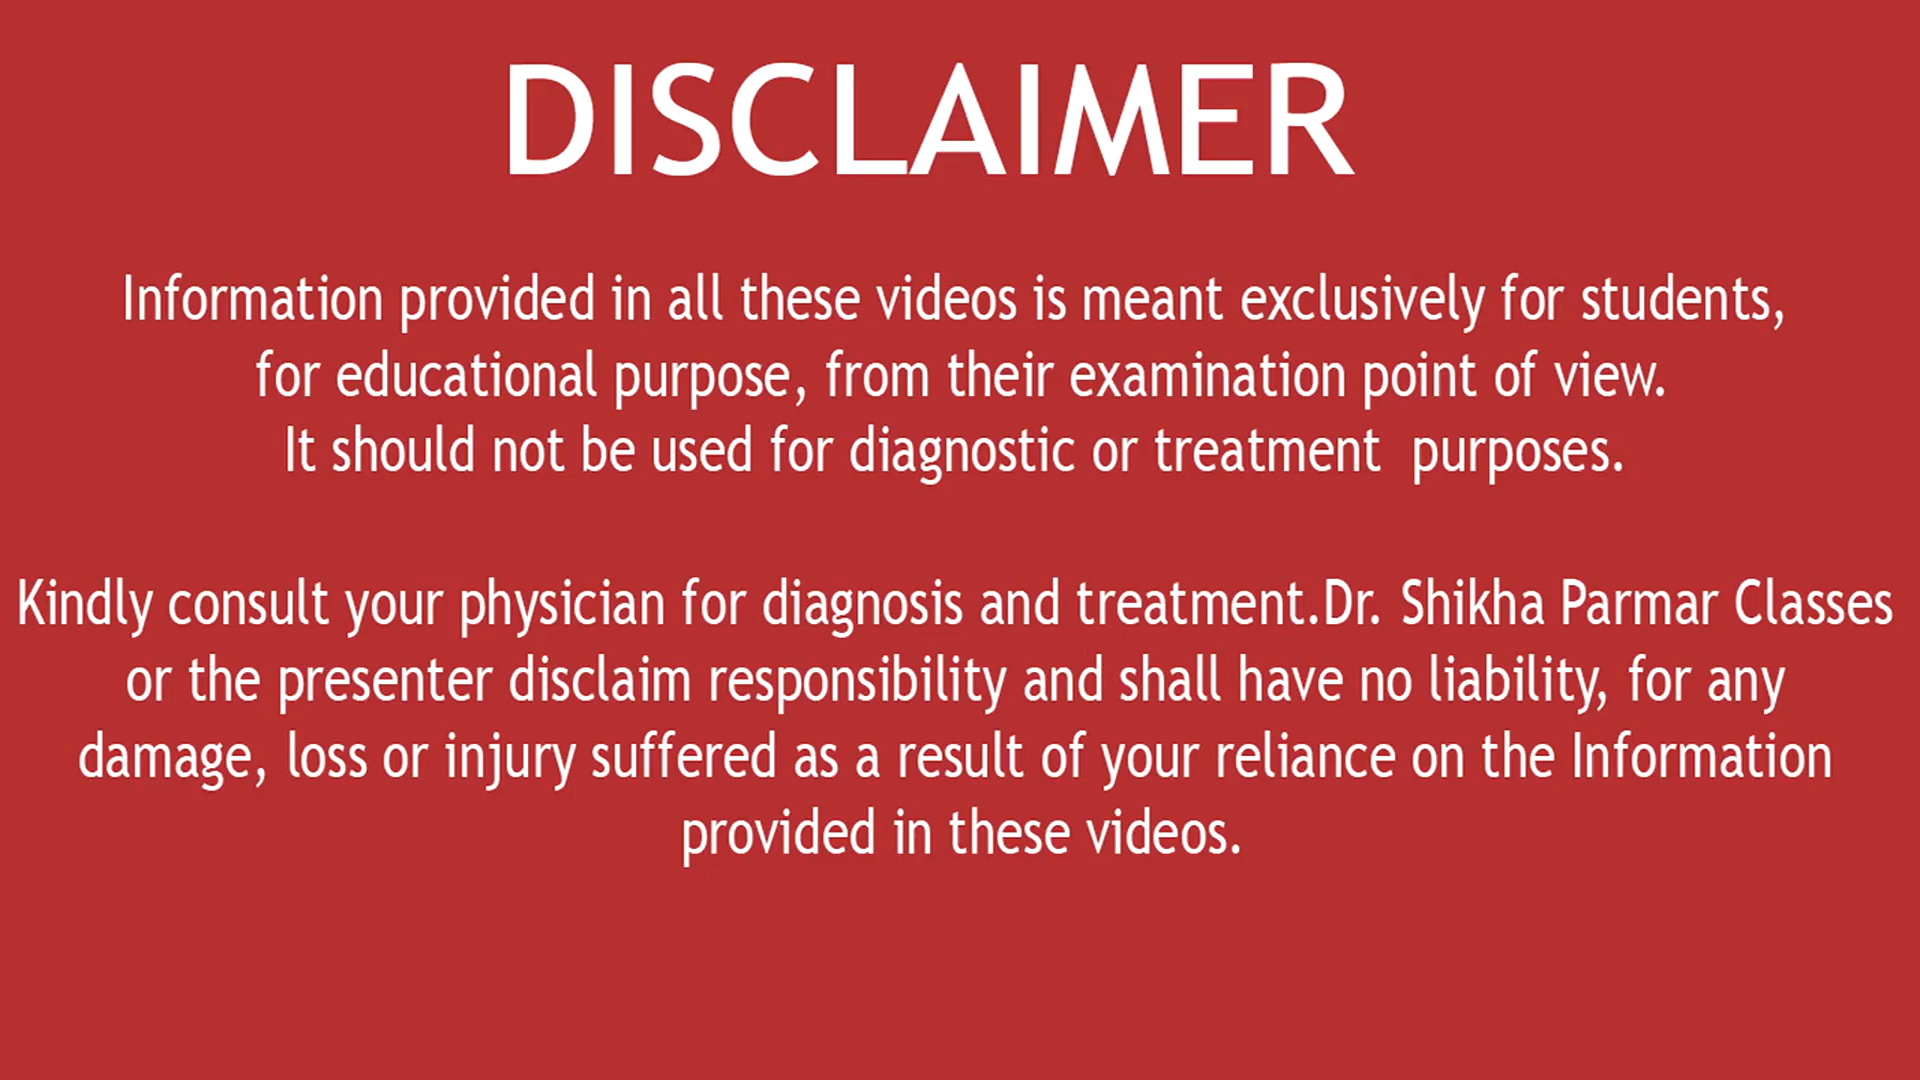 DISCLAIMER
Information provided in all these videos is meant exclusively for students,
for educational purpose, from their examination point of view.
It should not be used for diagnostic or treatment  purposes.
Kindly consult your physician for diagnosis and treatment.Dr. Shikha Parmar Classes
or the presenter disclaim responsibility and shall have no liability, for any
damage, loss or injury suffered as a result of your reliance on the Information
provided in these videos.